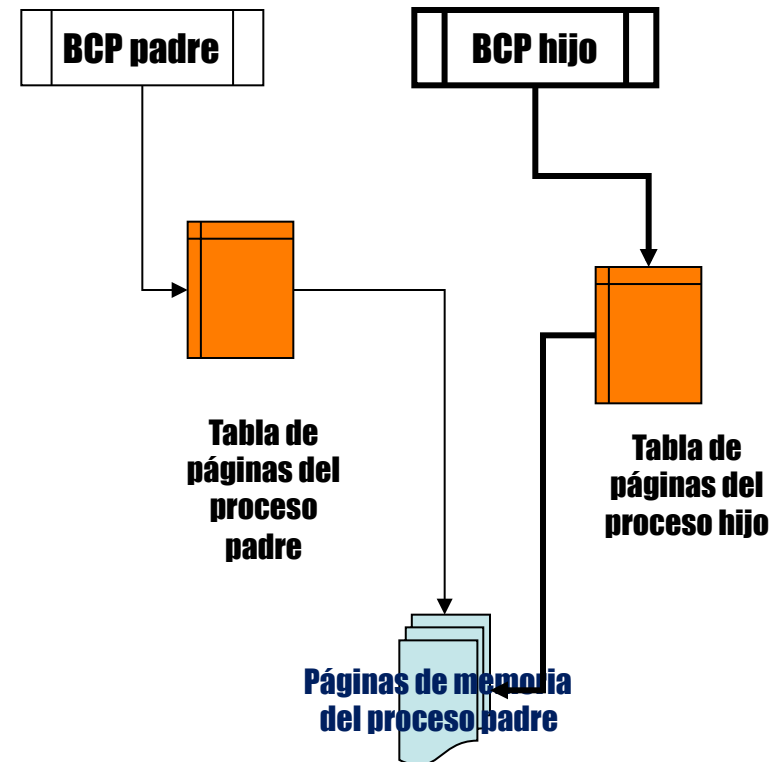 BCP padre
BCP hijo
Tabla de
páginas del
proceso
padre
Tabla de
páginas del
proceso hijo
Páginas de memoria
del proceso padre